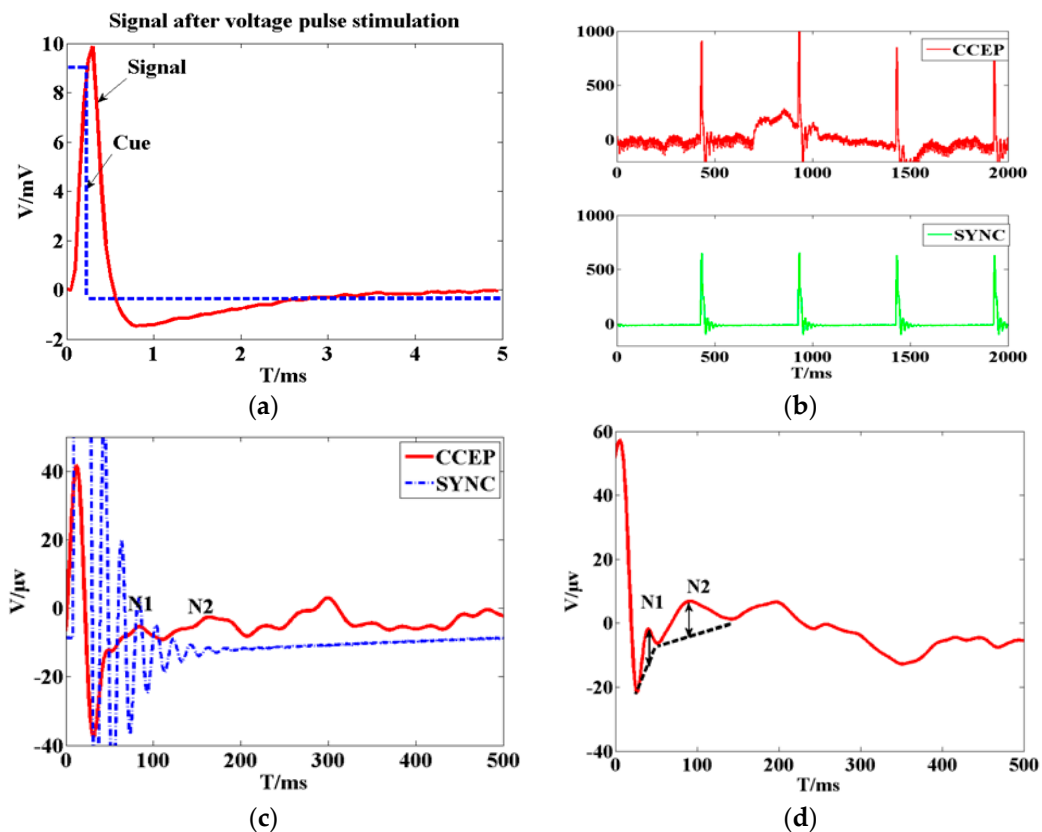 Signal after voltage pulse stimulation
10
8
6
4
2
0
-2
V/mV
Signal
Cue
0 1 2 3 4 5
T/ms
(a)
1000
500
0
CCEP
0 500 1000 1500 2000
1000
500
0
SYNC
0 500 1000 1500 2000
T/ms
(b)
40
20
0
-20
-40
V/μv
CCEP
SYNC
N1 N2
0 100 200 300 400 500
T/ms
(c)
60
40
20
0
-20
-40
V/μv
N1 N2
0 100 200 300 400 500
T/ms
(d)